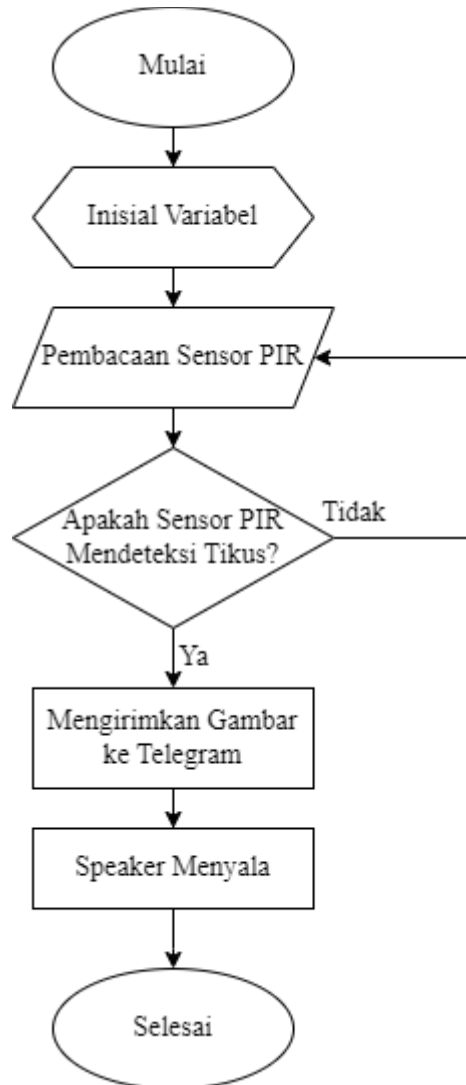 Mulai
Inisial Variabel
Pembacaan Sensor PIR
Apakah Sensor PIR
Mendeteksi Tikus?
Tidak
Ya
Mengirimkan Gambar
ke Telegram
Speaker Menyala
Selesai